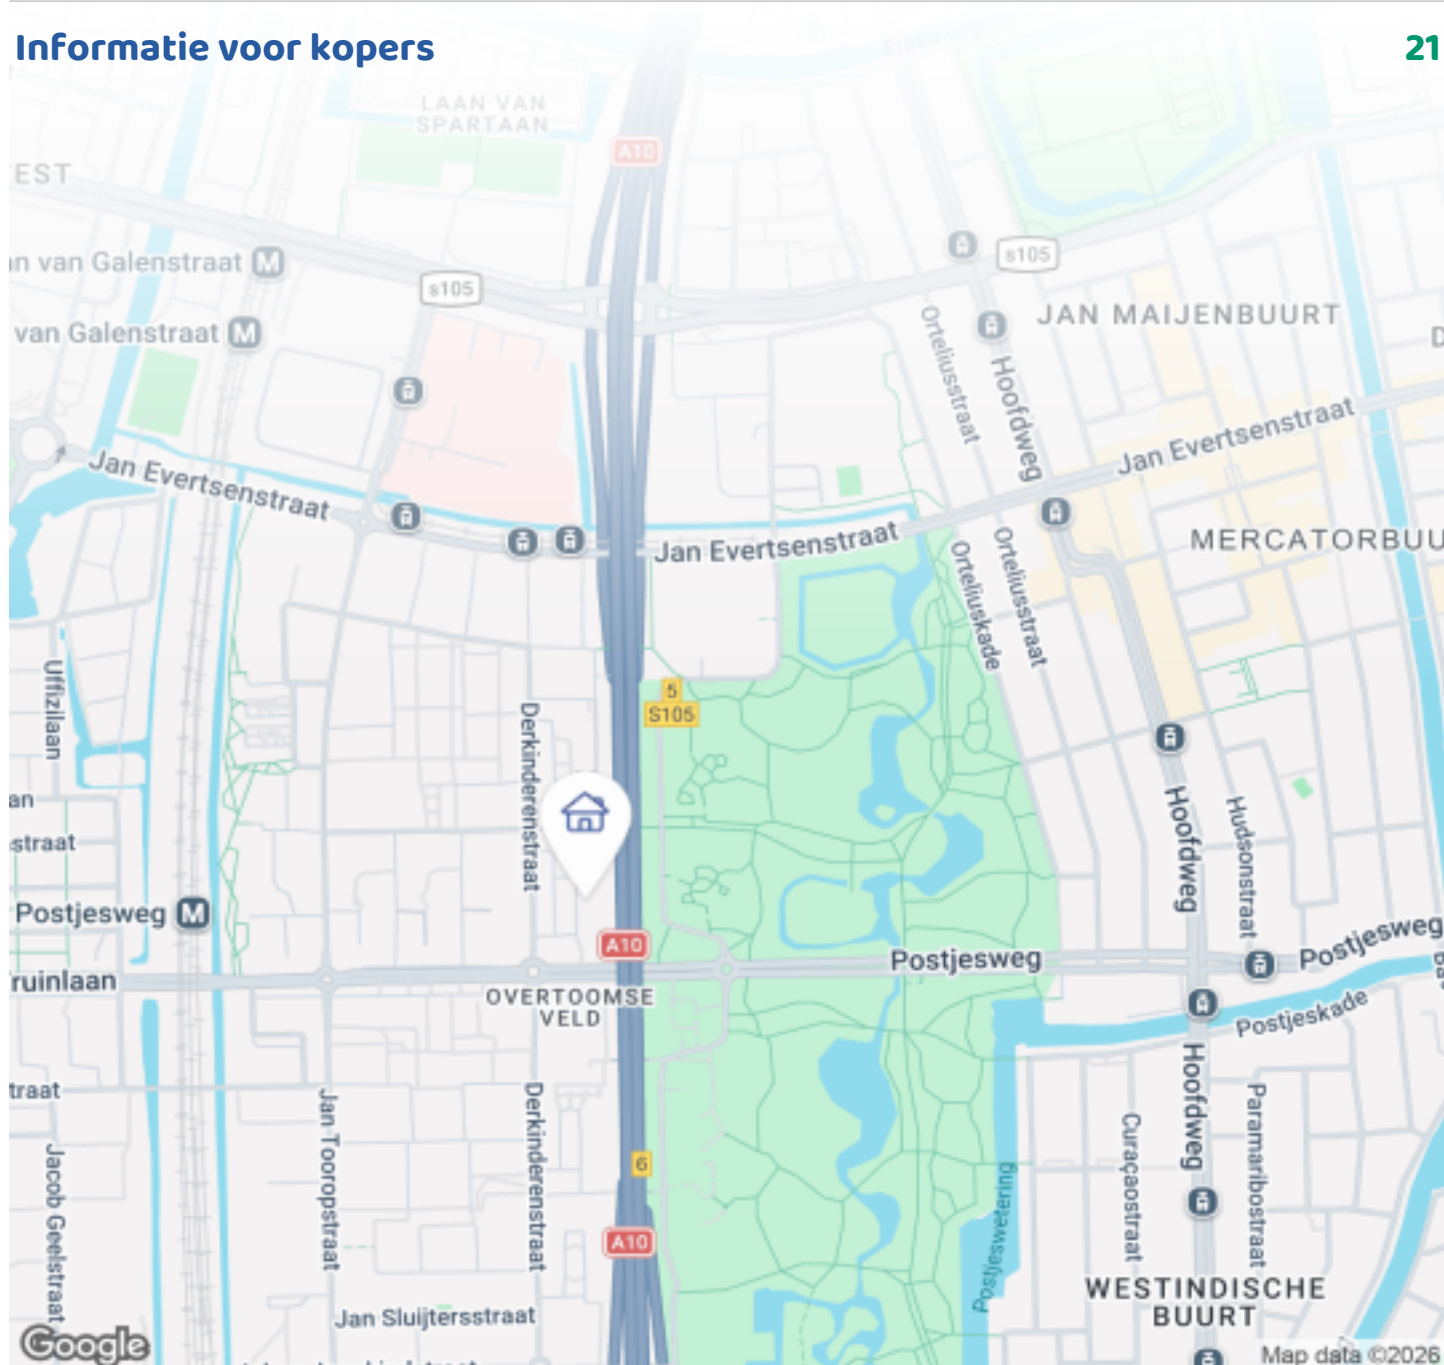 Informatie voor kopers
21
LAAN VAN
SPARTAAN
A10
EST
s105
an van Galenstraat
M
s105
van Galenstraat
M
JAN MAIJENBUURT
Orteliusstraat
Hoofdweg
Jan Evertsenstraat
Jan Evertsenstraat
Jan Evertsenstraat
MERCATORBUU
Orteliuskade
Orteliusstraat
Uffizilaan
5
S105
Derkinderenstraat
an
straat
Hoofdweg
Hudsonstraat
Postjesweg
M
A10
Postjesweg
Postjesweg
ruinlaan
OVERTOOMSE
VELD
Postjeskade
traat
Jan Tooropstraat
Derkinderenstraat
Hoofdweg
Curaçaostraat
Paramaribostraat
Jacob Geelstraat
6
Postjeswetering
A10
WESTINDISCHE
BUURT
Jan Sluijtersstraat
Google
Map data ©2026